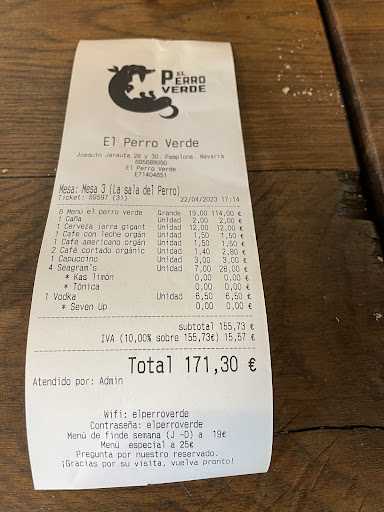 EL
PERRO
VERDE
El Perro Verde
Joaquin Jarauta 28 y 30. Pamplona. Navarra
El Perro Verde
E71404651
Mesa: Mesa 3 (La sala del Perro)
Ticket: 59597 (31) 22/04/2023 17:14
6 Menú el perro verde Grande 19,00 114,00 €
1 Caña Unidad 2,00 2,00 €
1 Cerveza jarra gigant Unidad 12,00 12,00 €
1 Café con leche orgán Unidad 1,50 1,50 €
1 Café americano orgán Unidad 1,50 1,50 €
2 Café cortado orgánic Unidad 1,40 2,80 €
1 Capuccino Unidad 3,00 3,00 €
4 Seagram's Unidad 7,00 28,00 €
* Kas limón 0,00 0,00 €
* Tónica 0,00 0,00 €
1 Vodka Unidad 6,50 6,50 €
* Seven Up 0,00 0,00 €
subtotal 155,73 €
IVA (10,00% sobre 155,73€) 15,57 €
Total 171,30 €
Atendido por: Admin
Wifi: elperroverde
Contraseña: elperroverde
Menú de finde semana (J -D) a 19€
Menú especial a 25€
Pregunta por nuestro reservado.
¡Gracias por su visita, vuelva pronto!